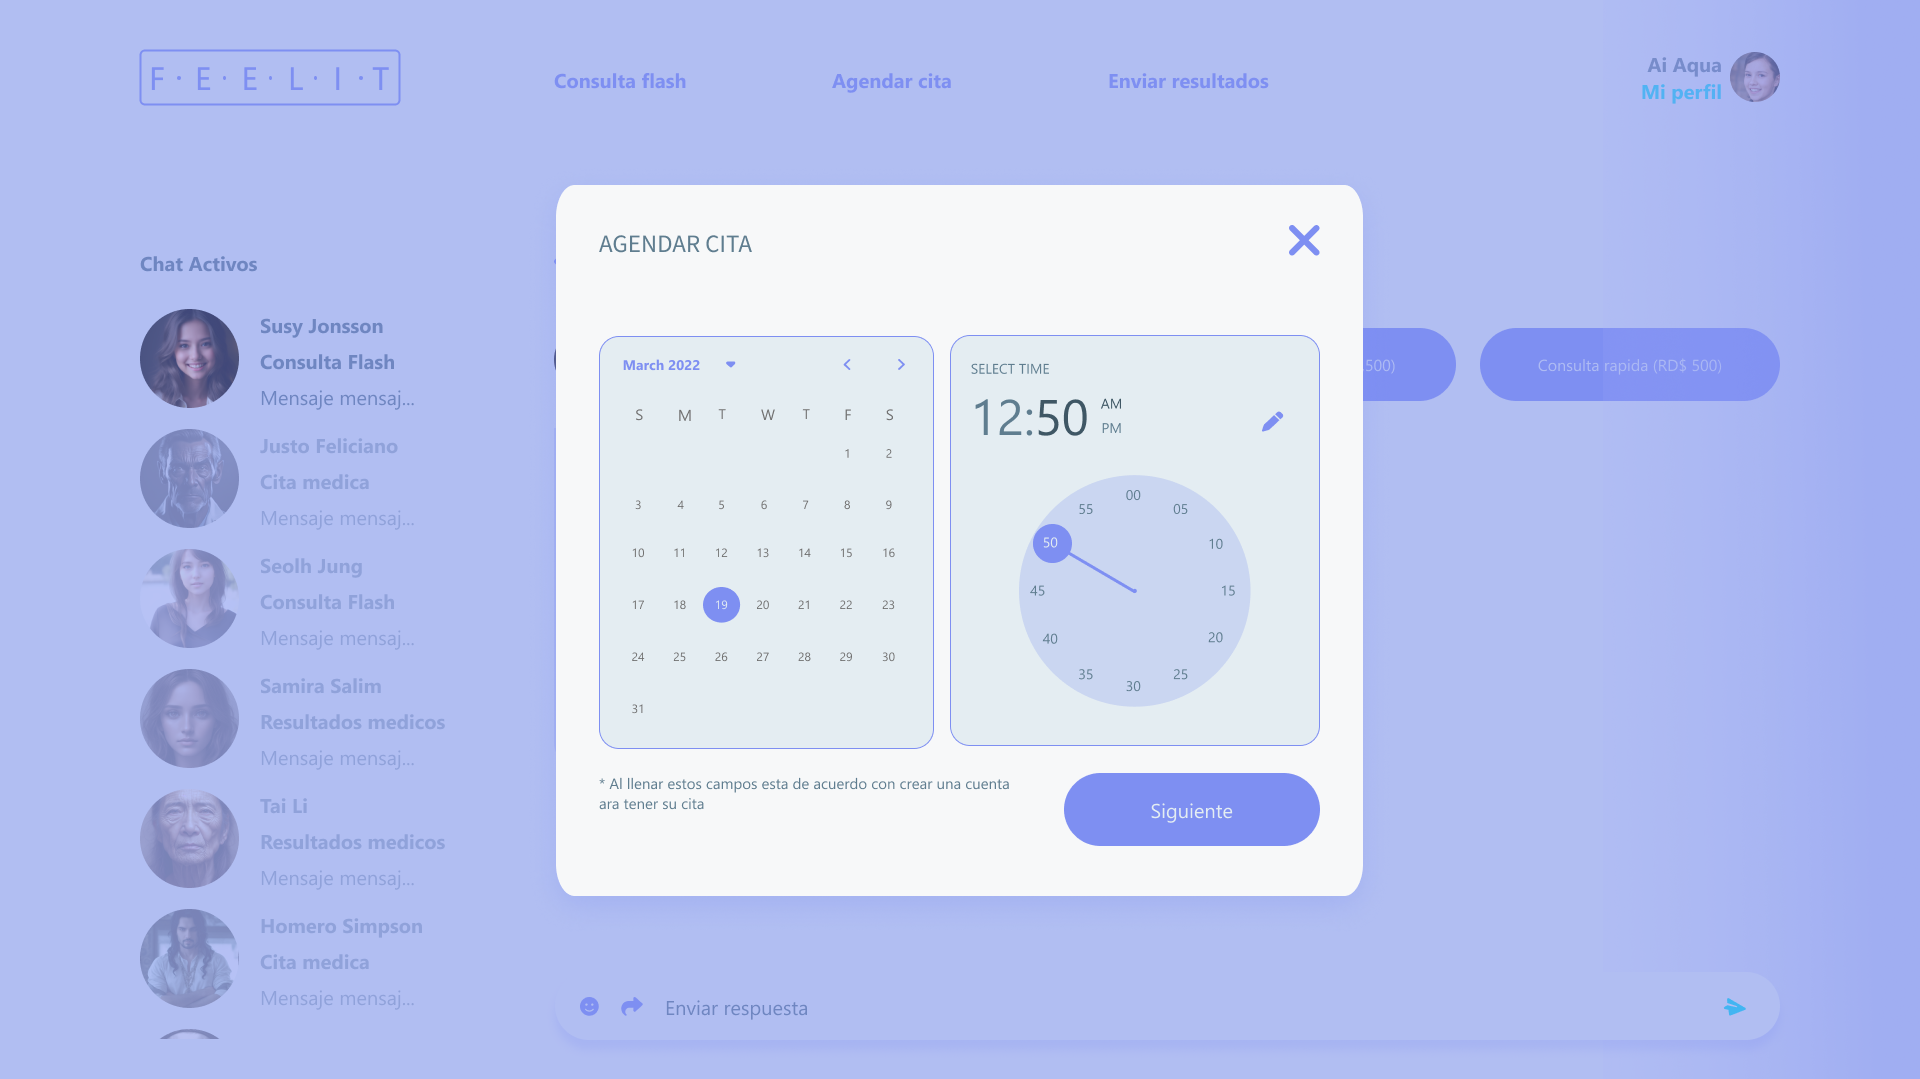 F·E·E·L·I·T
Consulta flash
Agendar cita
Enviar resultados
Ai Aqua
Mi perfil
Chat Activos
Susy Jonsson
Consulta Flash
Mensaje mensaj...
Justo Feliciano
Cita medica
Mensaje mensaj...
Seolh Jung
Consulta Flash
Mensaje mensaj...
Samira Salim
Resultados medicos
Mensaje mensaj...
Tai Li
Resultados medicos
Mensaje mensaj...
Homero Simpson
Cita medica
Mensaje mensaj...
AGENDAR CITA
March 2022
S M T W T F S
1 2
3 4 5 6 7 8 9
10 11 12 13 14 15 16
17 18 19 20 21 22 23
24 25 26 27 28 29 30
31
SELECT TIME
12:50
AM
PM
00
55 05
50 10
45 15
40 20
35 25
30
* Al llenar estos campos esta de acuerdo con crear una cuenta
ara tener su cita
Siguiente
500)
Consulta rapida (RD$ 500)
Enviar respuesta